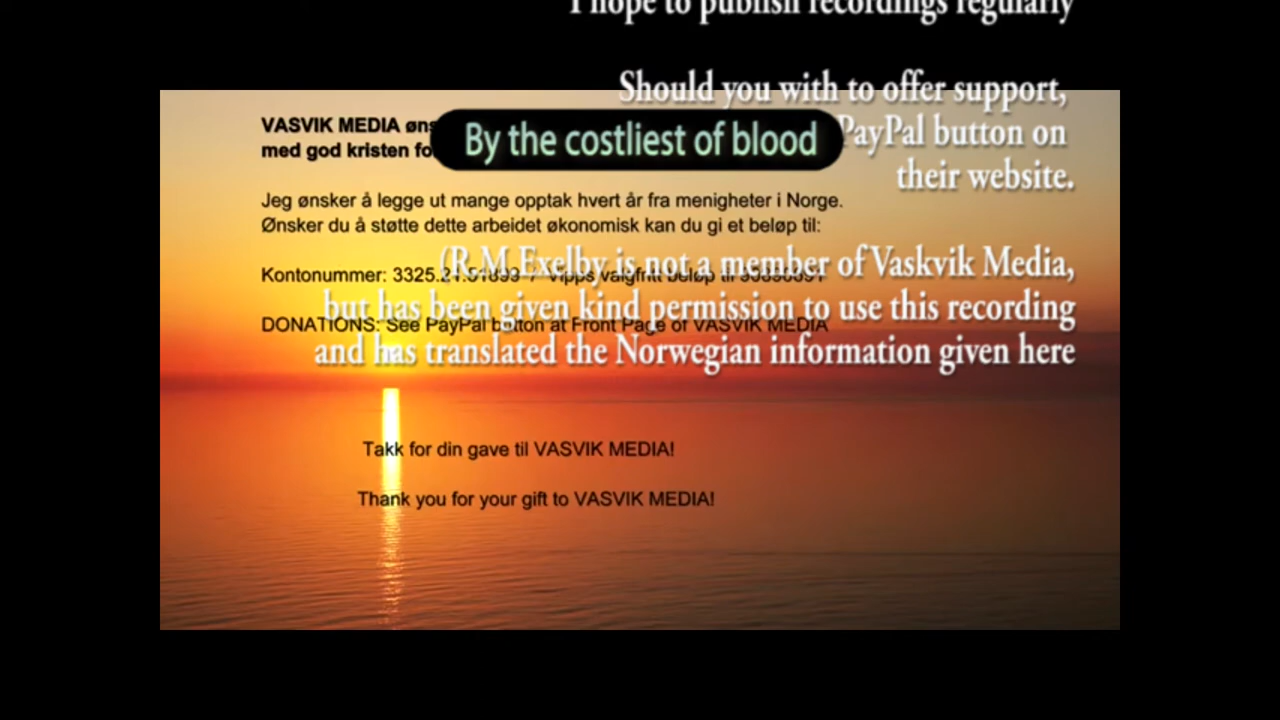 I hope to publish recordings regularly
Should you with to offer support,
PayPal button on
their website.
By the costliest of blood
VASVIK MEDIA øns
med god kristen fo
Jeg ønsker å legge ut mange opptak hvert år fra menigheter i Norge.
Ønsker du å støtte dette arbeidet økonomisk kan du gi et beløp til:
(R.M.Exelby is not a member of Vaskvik Media,
Kontonummer: Vipps valgfritt beløp til
but has been given kind permission to use this recording
DONATIONS: See PayPal button at Front Page of VASVIK MEDIA
and has translated the Norwegian information given here
Takk for din gave til VASVIK MEDIA!
Thank you for your gift to VASVIK MEDIA!